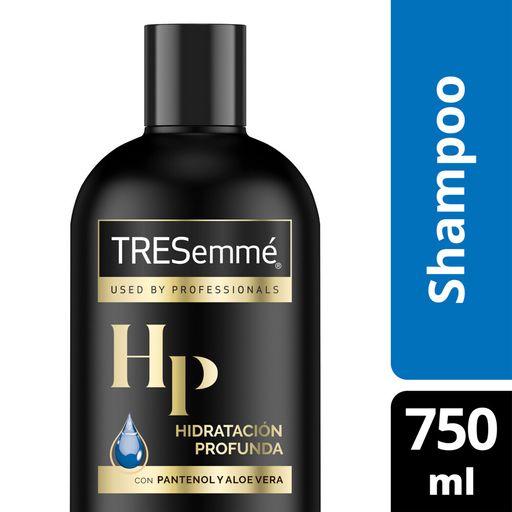 TRESemmé®
USED BY PROFESSIONALS
HP
HIDRATACIÓN
PROFUNDA
CON PANTENOL Y ALOE VERA
Shampoo
750
ml